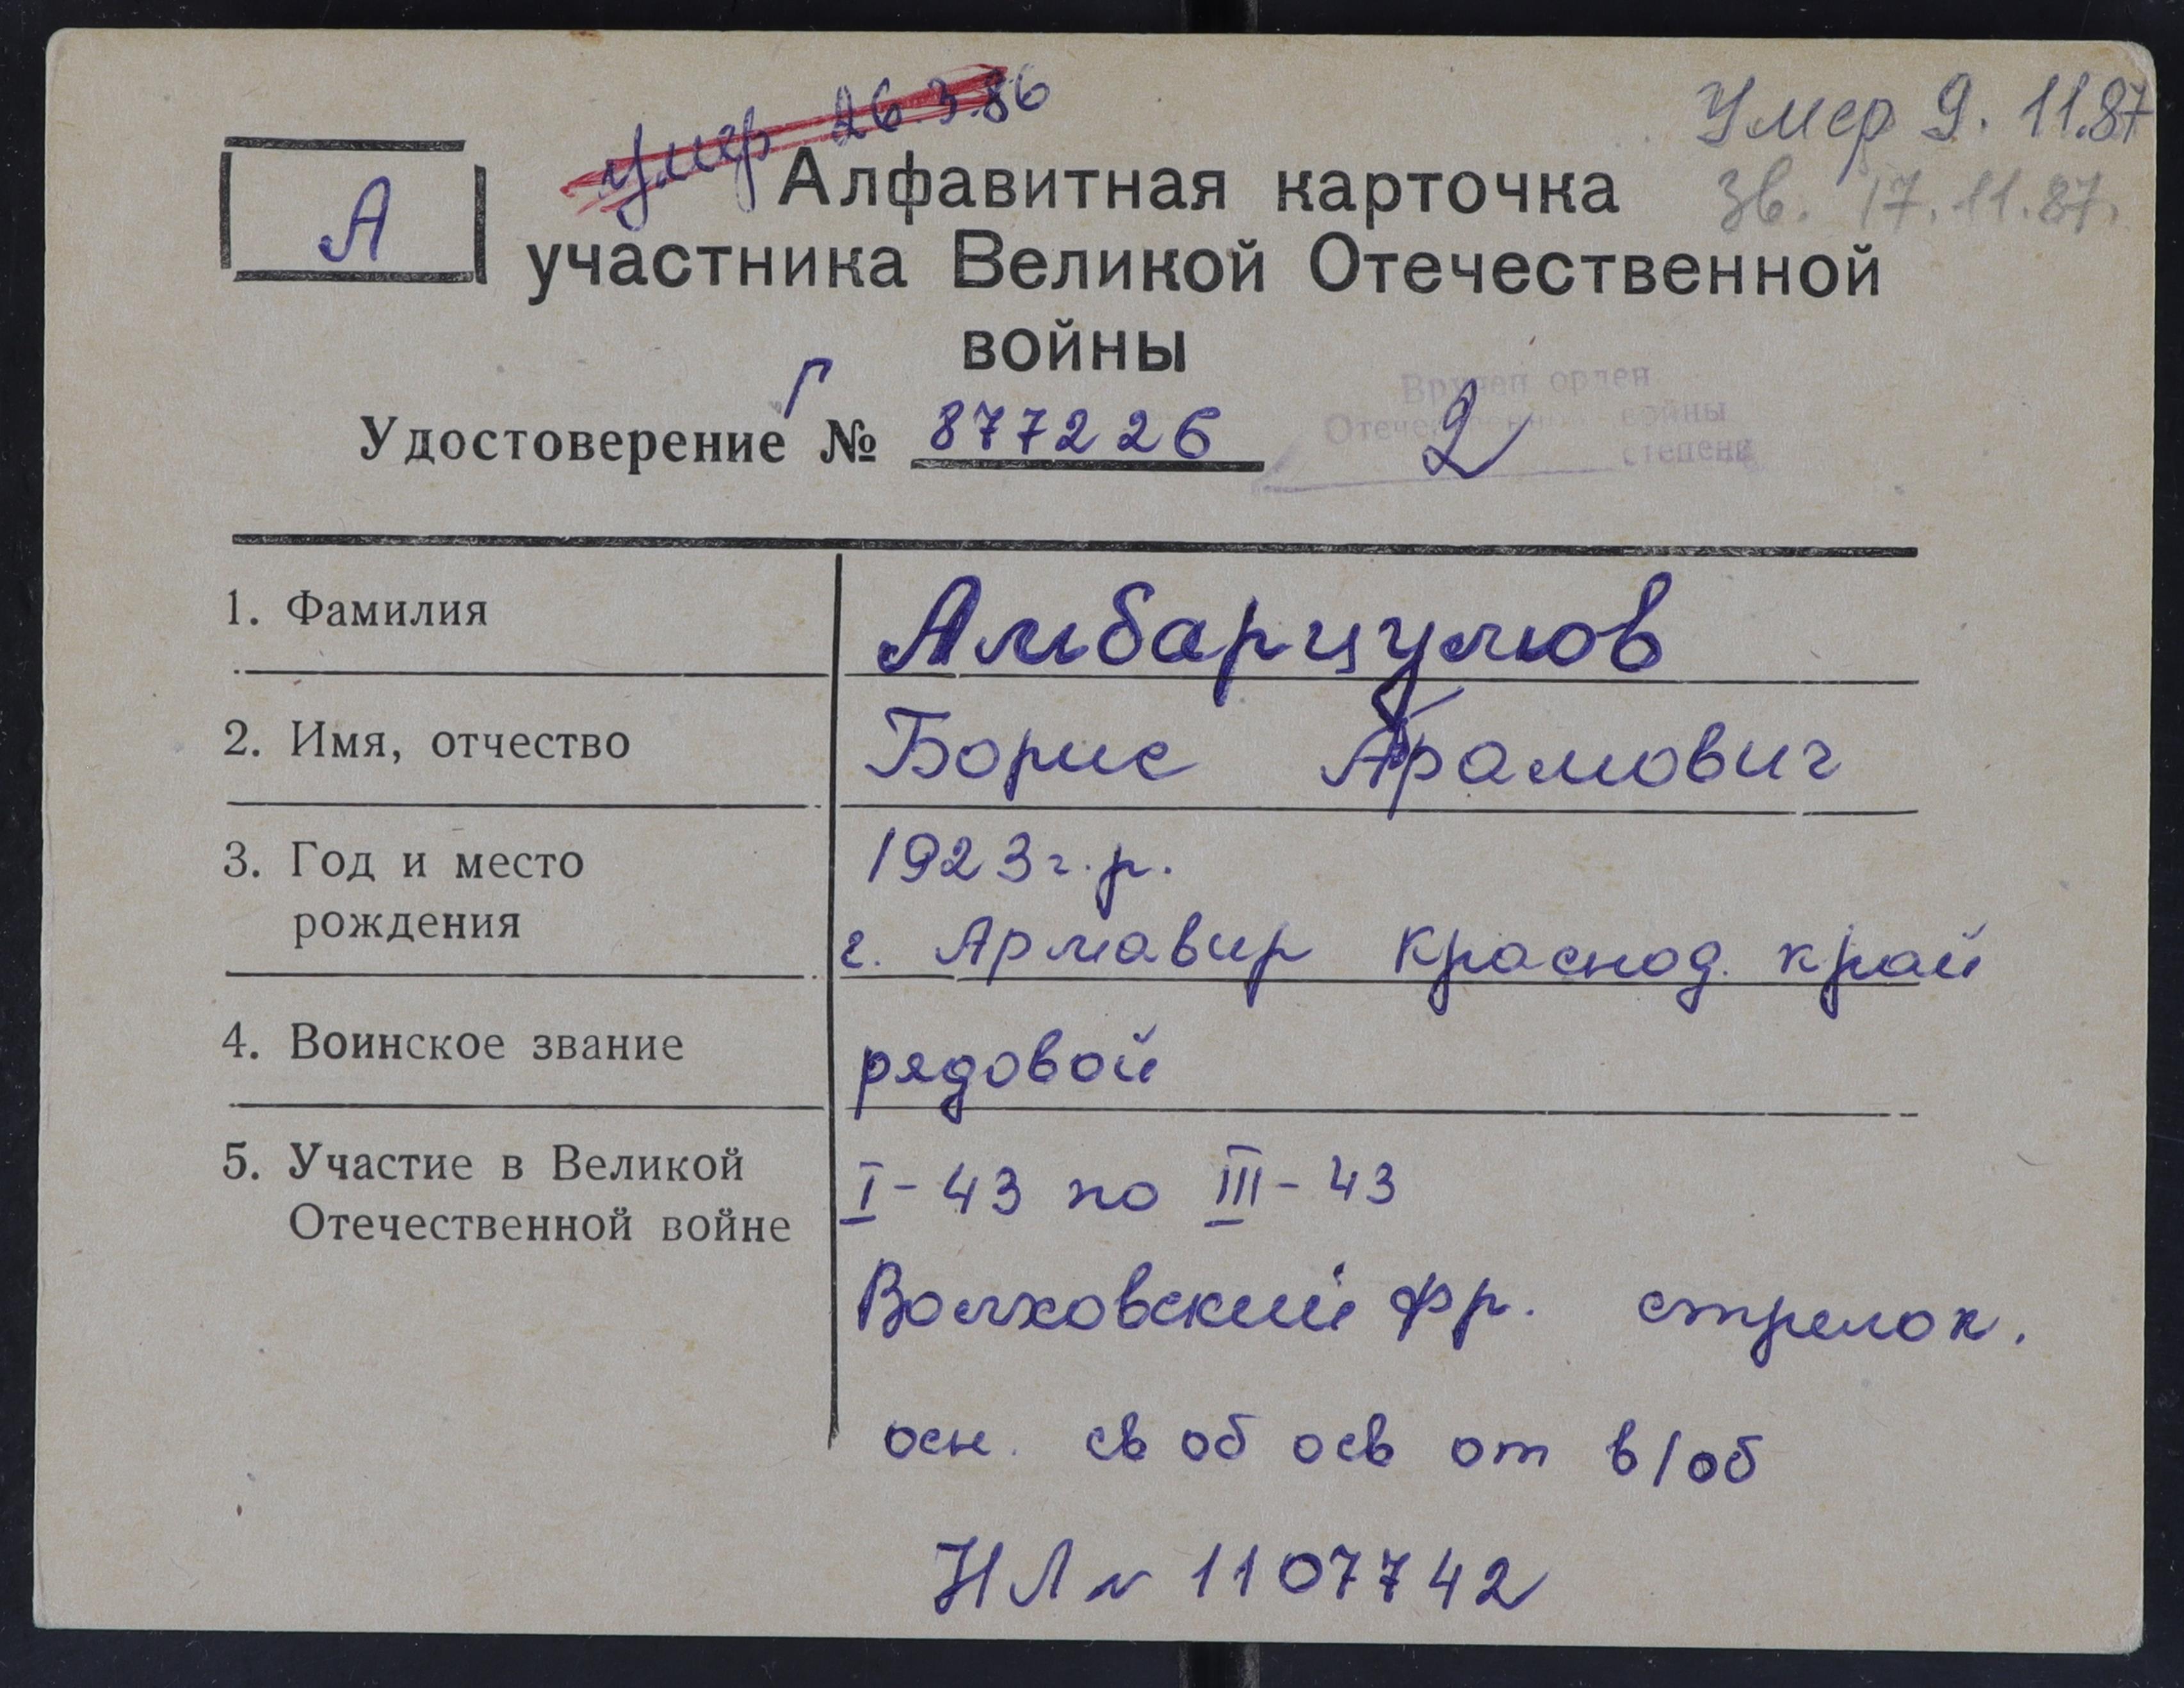 умер 26.3.86
Умер 9.11.87
Зв. 17.11.87.
А
Алфавитная карточка
участника Великой Отечественной
войны
Г
Удостоверение № 877226
Вручен орден
Отечественной войны
2 степени
1. Фамилия
Амбарцумов
2. Имя, отчество
Борис Арамович
3. Год и место
рождения
1923 г.р.
г. Армавир Краснод. край
4. Воинское звание
рядовой
5. Участие в Великой
Отечественной войне
I-43 по III-43
Волховский фр. стрелок.
осн. св об осв от в/об
НЛ № 1107742